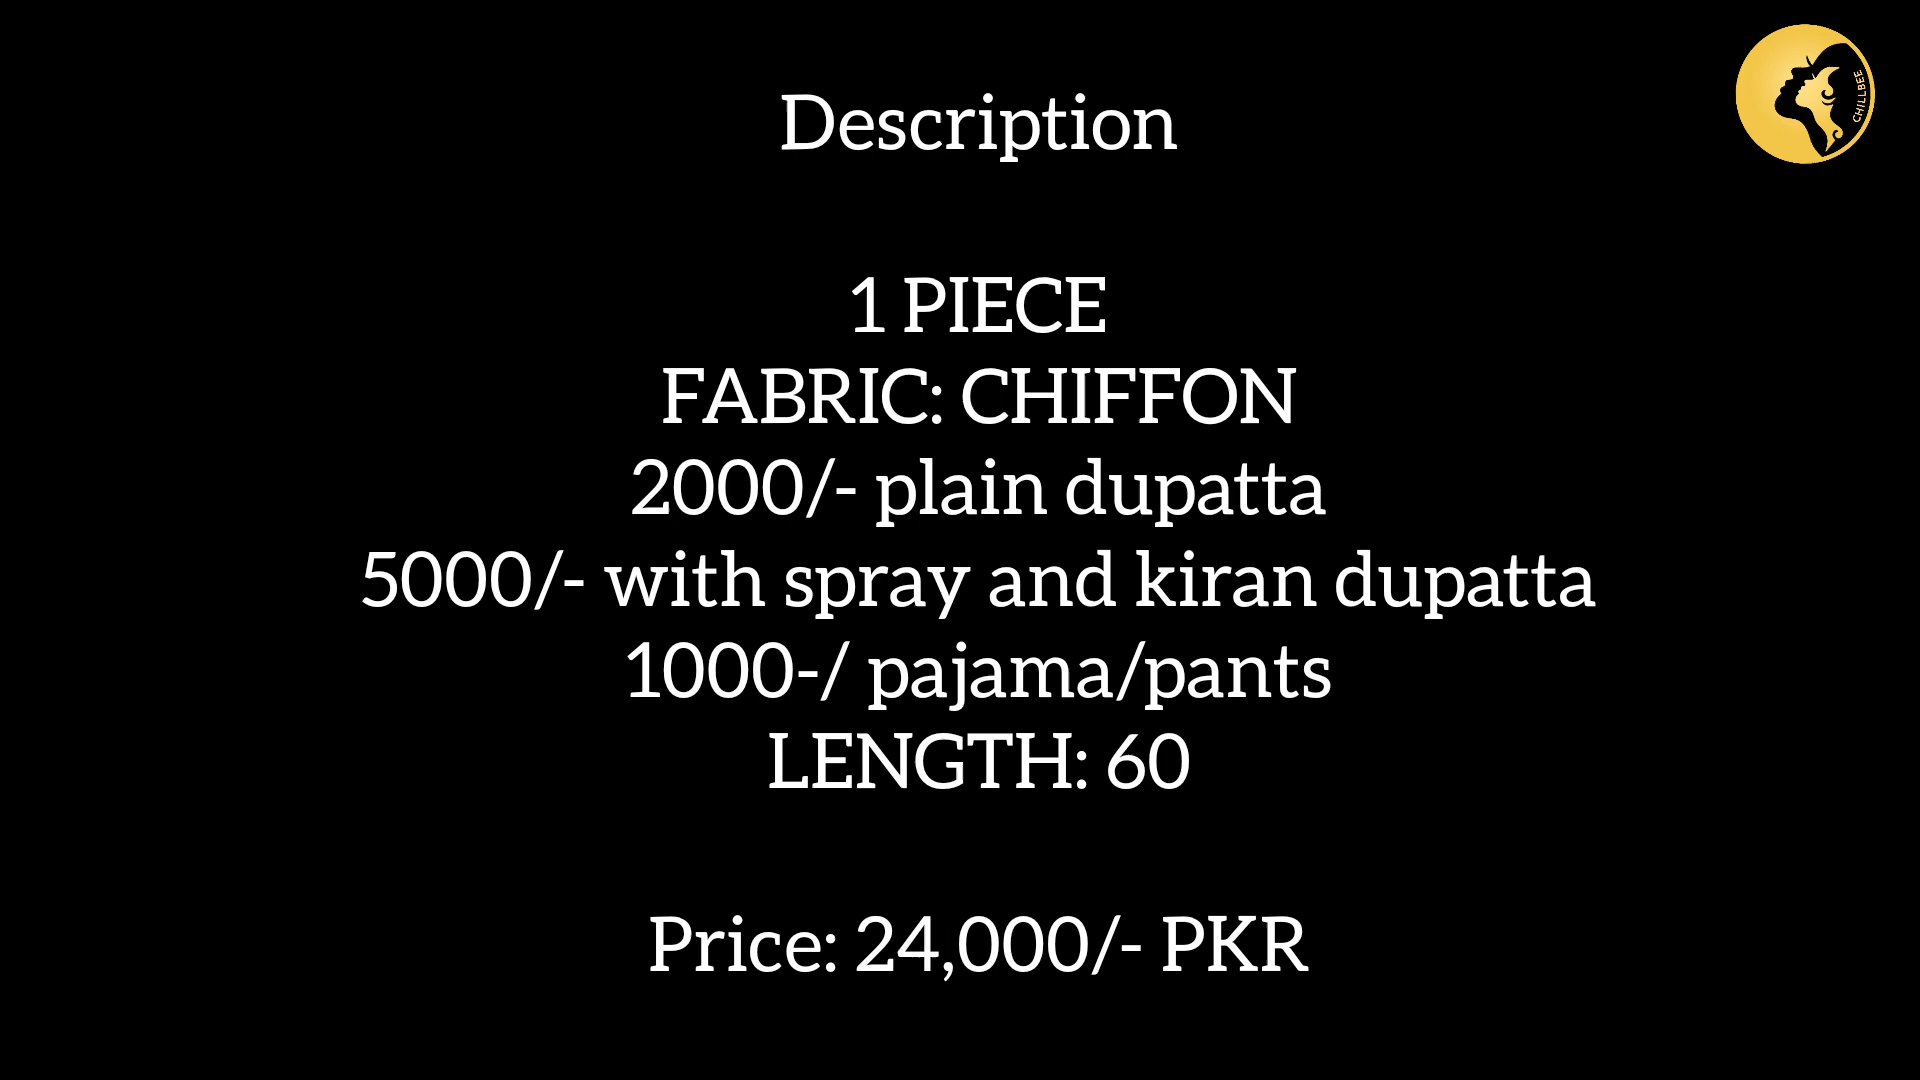 CHILLBEE
Description
1 PIECE
FABRIC: CHIFFON
2000/- plain dupatta
5000/- with spray and kiran dupatta
1000-/ pajama/pants
LENGTH: 60
Price: 24,000/- PKR